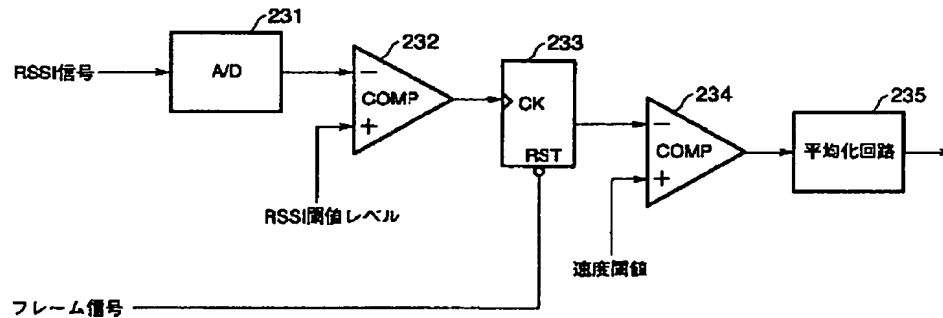 231
232
233
234
235
RSSI信号
A/D
−
COMP
+
CK
RST
−
COMP
+
平均化回路
RSSI閾値レベル
速度閾値
フレーム信号